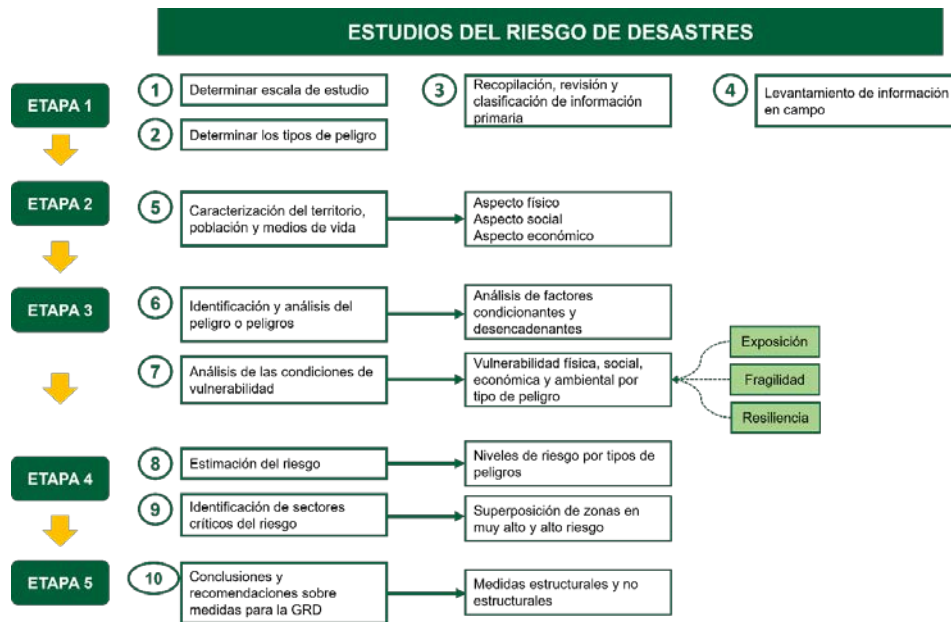 ESTUDIOS DEL RIESGO DE DESASTRES
ETAPA 1
1
Determinar escala de estudio
2
Determinar los tipos de peligro
3
Recopilación, revisión y
clasificación de información
primaria
4
Levantamiento de información
en campo
ETAPA 2
5
Caracterización del territorio,
población y medios de vida
Aspecto físico
Aspecto social
Aspecto económico
ETAPA 3
6
Identificación y análisis del
peligro o peligros
Análisis de factores
condicionantes y
desencadenantes
7
Análisis de las condiciones de
vulnerabilidad
Vulnerabilidad física, social,
económica y ambiental por
tipo de peligro
Exposición
Fragilidad
Resiliencia
ETAPA 4
8
Estimación del riesgo
Niveles de riesgo por tipos de
peligros
9
Identificación de sectores
críticos del riesgo
Superposición de zonas en
muy alto y alto riesgo
ETAPA 5
10
Conclusiones y
recomendaciones sobre
medidas para la GRD
Medidas estructurales y no
estructurales